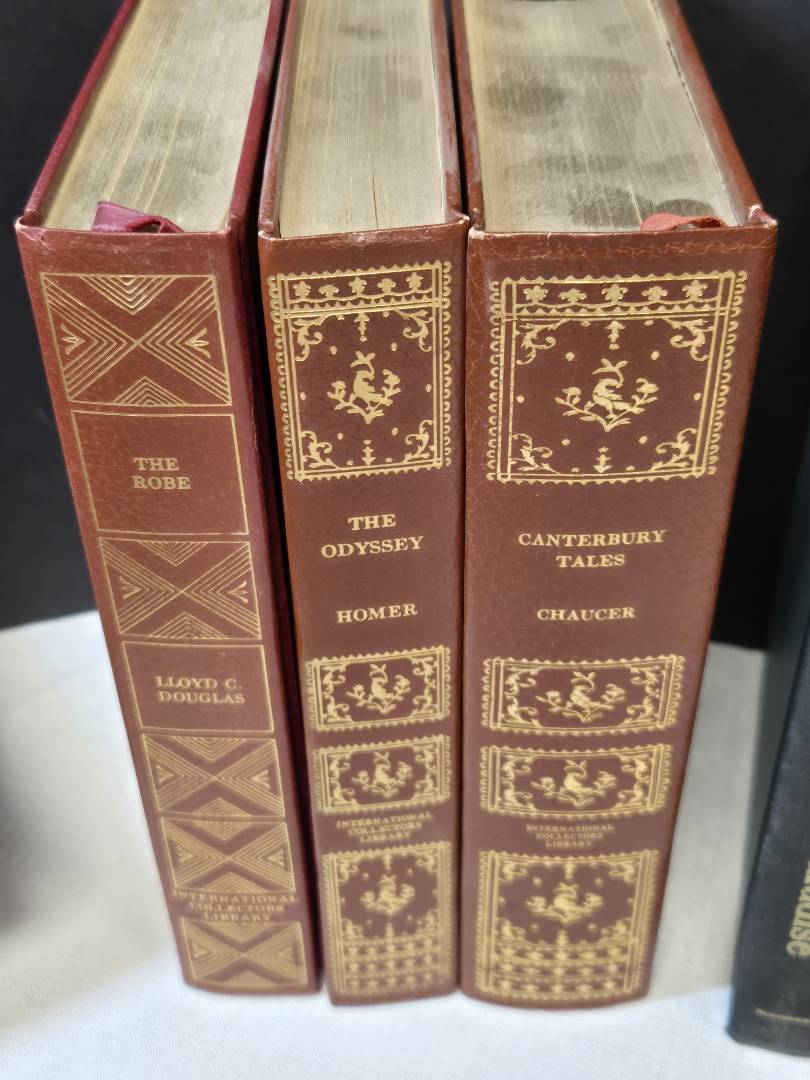 THE
ROBE
LLOYD C.
DOUGLAS
INTERNATIONAL
COLLECTORS
LIBRARY
THE
ODYSSEY
HOMER
INTERNATIONAL
COLLECTORS
LIBRARY
CANTERBURY
TALES
CHAUCER
INTERNATIONAL
COLLECTORS
LIBRARY